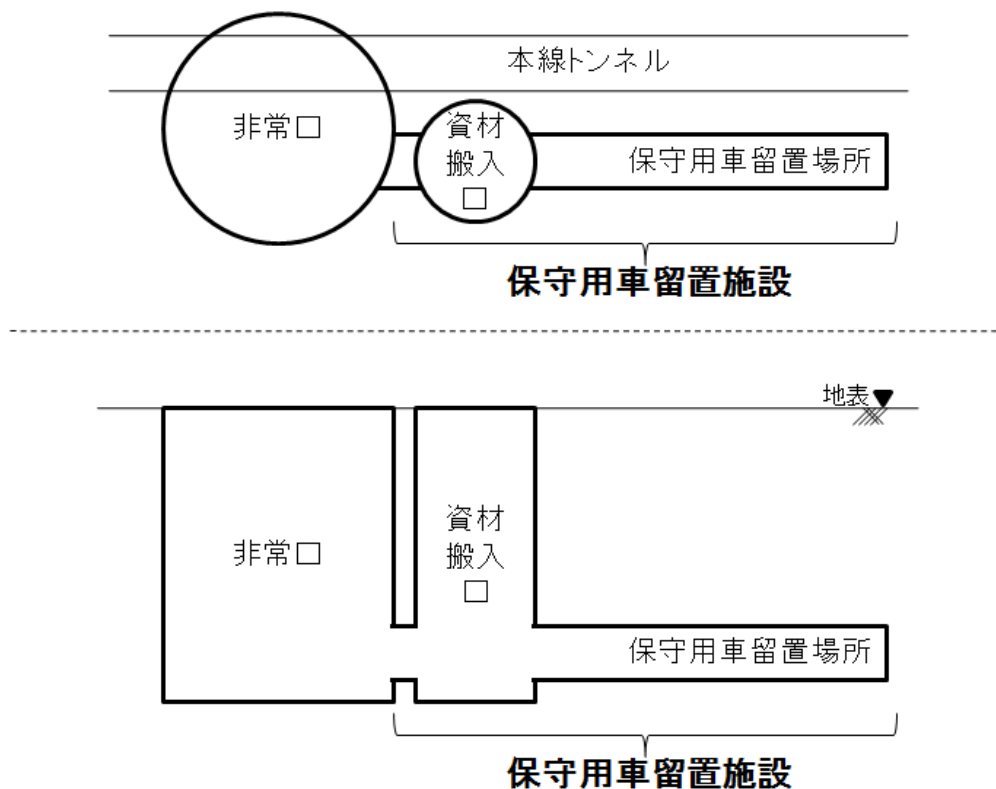 本線トンネル
非常口
資材
搬入
口
保守用車留置場所
保守用車留置施設
地表
非常口
資材
搬入
口
保守用車留置場所
保守用車留置施設